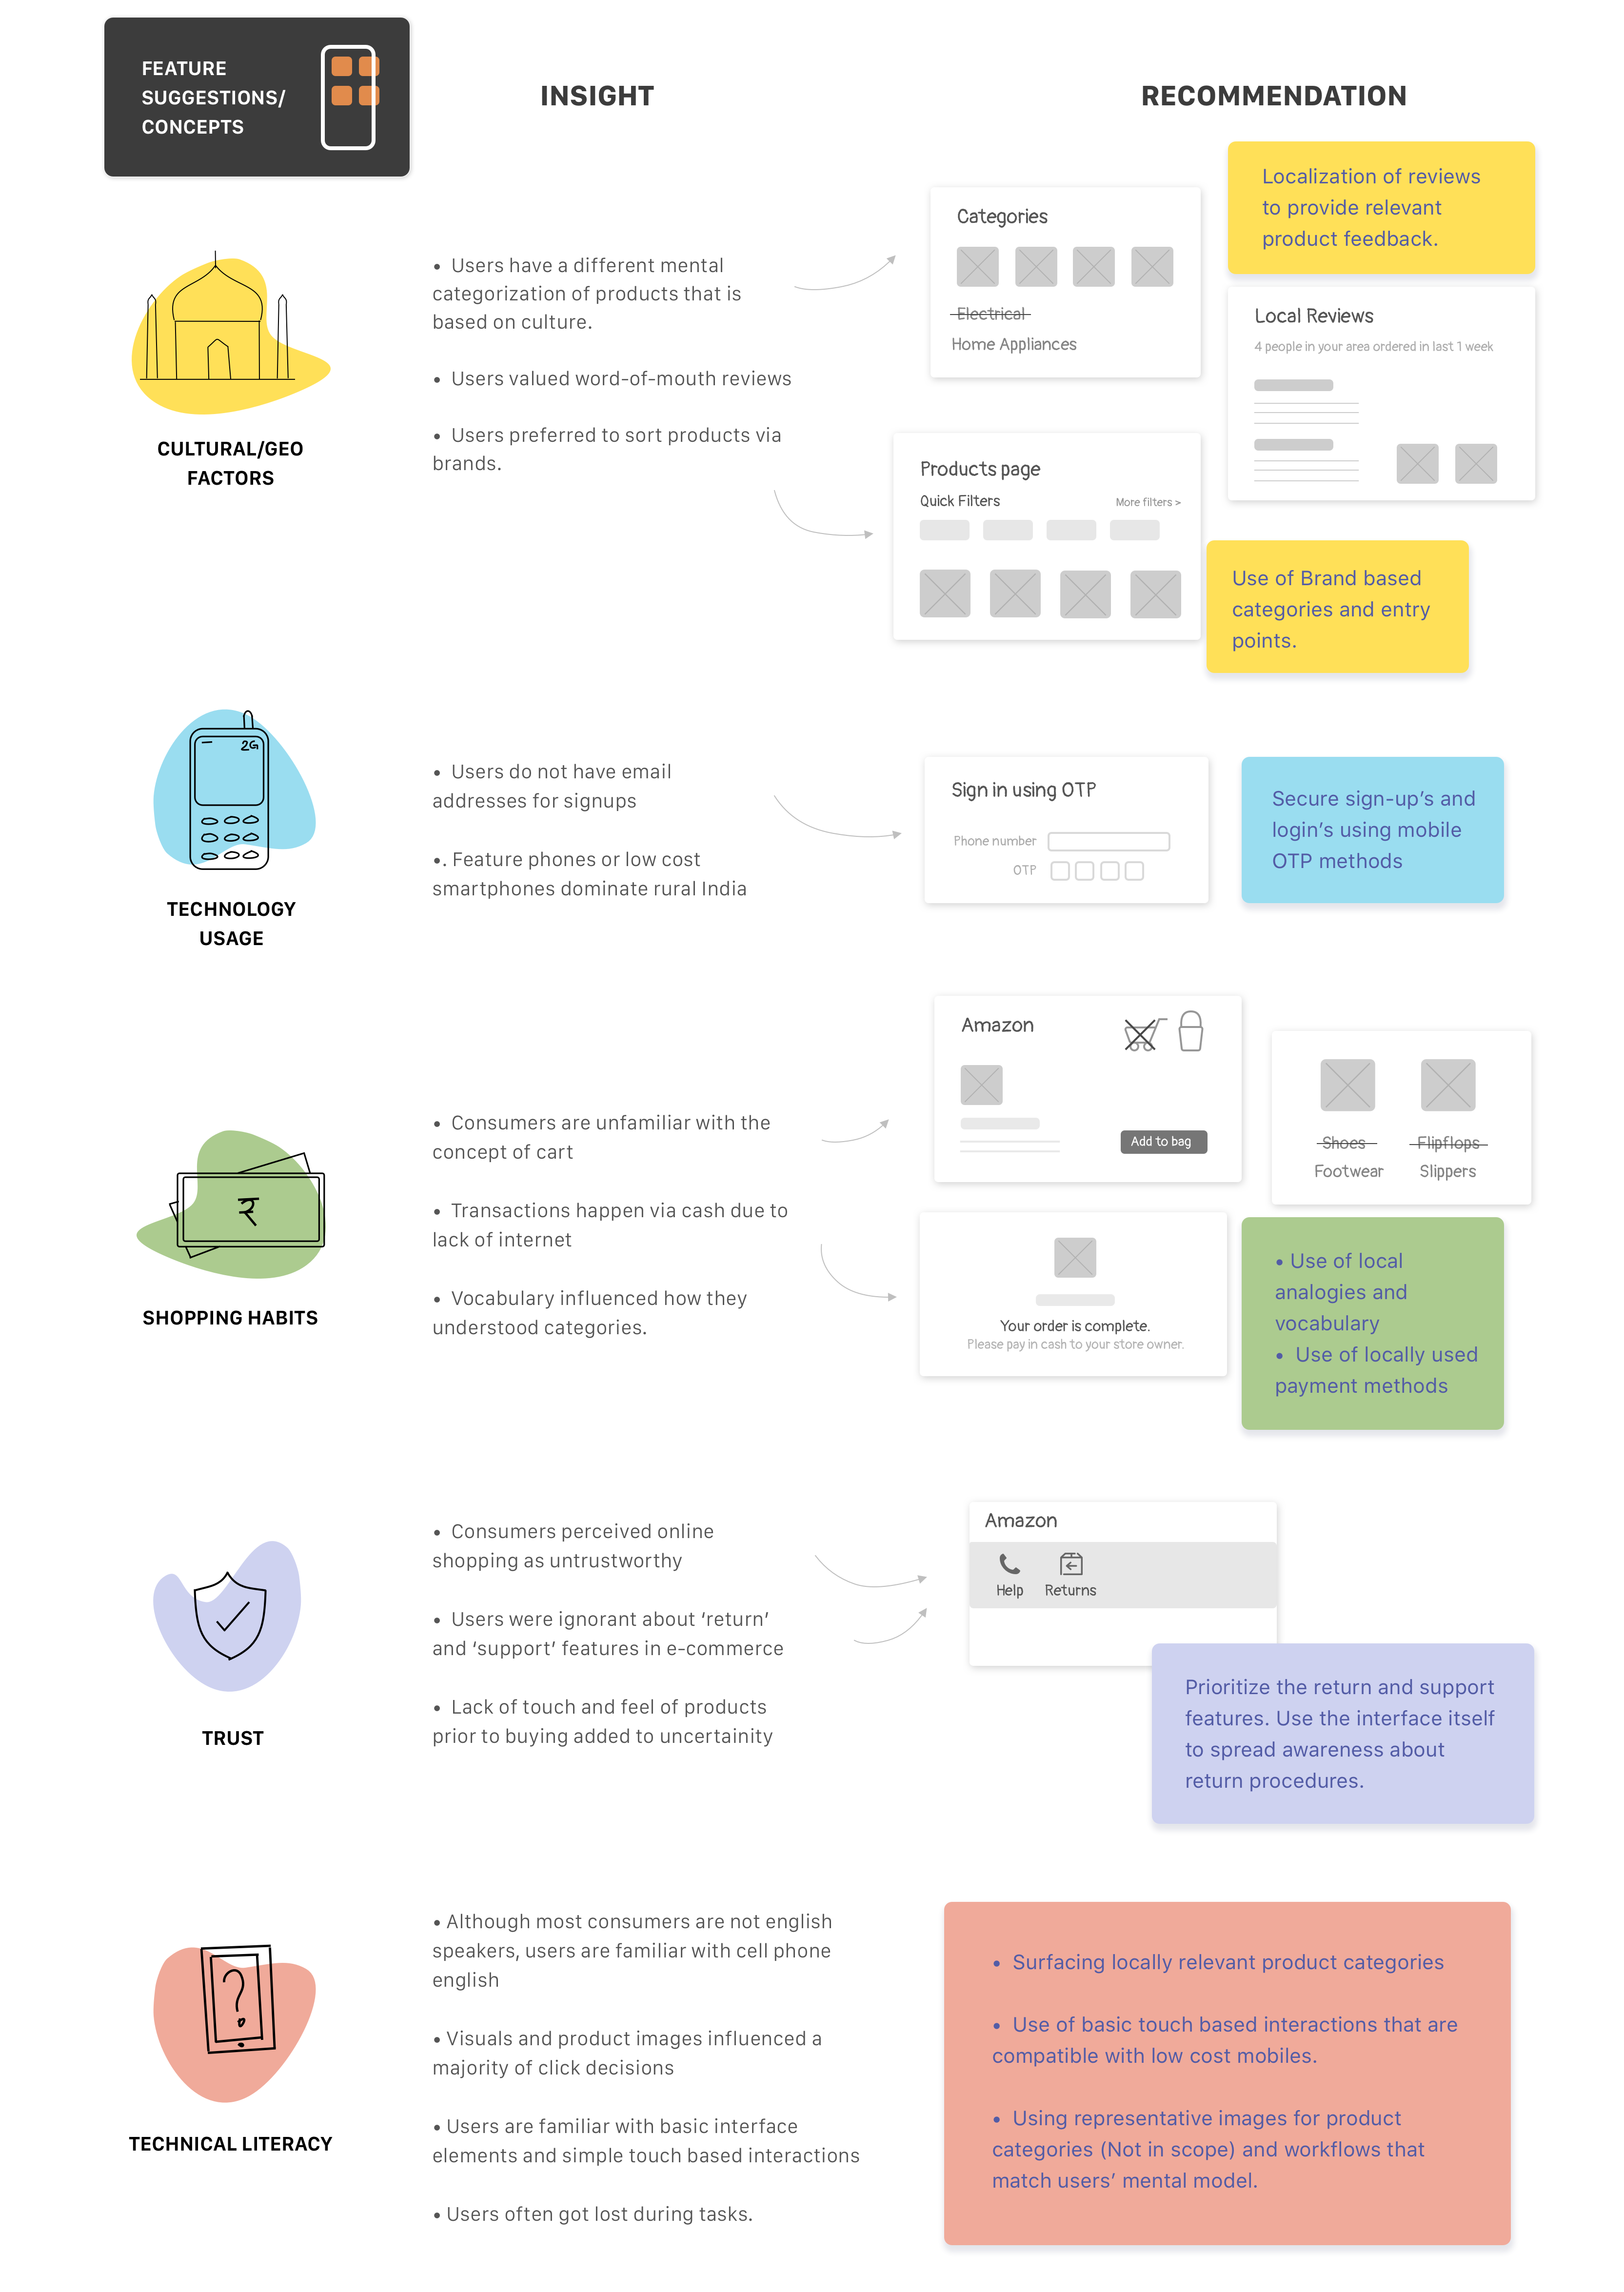 FEATURE
SUGGESTIONS/
CONCEPTS
INSIGHT
RECOMMENDATION
CULTURAL/GEO
FACTORS
• Users have a different mental
categorization of products that is
based on culture.
• Users valued word-of-mouth reviews
• Users preferred to sort products via
brands.
Categories
Electrical
Home Appliances
Localization of reviews
to provide relevant
product feedback.
Local Reviews
4 people in your area ordered in last 1 week
Products page
Quick Filters
More filters >
Use of Brand based
categories and entry
points.
2G
TECHNOLOGY
USAGE
• Users do not have email
addresses for signups
•. Feature phones or low cost
smartphones dominate rural India
Sign in using OTP
Phone number
OTP
Secure sign-up’s and
login’s using mobile
OTP methods
₹
SHOPPING HABITS
• Consumers are unfamiliar with the
concept of cart
• Transactions happen via cash due to
lack of internet
• Vocabulary influenced how they
understood categories.
Amazon
Add to bag
Shoes Flipflops
Footwear Slippers
Your order is complete.
Please pay in cash to your store owner.
• Use of local
analogies and
vocabulary
• Use of locally used
payment methods
TRUST
• Consumers perceived online
shopping as untrustworthy
• Users were ignorant about ‘return’
and ‘support’ features in e-commerce
• Lack of touch and feel of products
prior to buying added to uncertainity
Amazon
Help Returns
Prioritize the return and support
features. Use the interface itself
to spread awareness about
return procedures.
?
TECHNICAL LITERACY
• Although most consumers are not english
speakers, users are familiar with cell phone
english
• Visuals and product images influenced a
majority of click decisions
• Users are familiar with basic interface
elements and simple touch based interactions
• Users often got lost during tasks.
• Surfacing locally relevant product categories
• Use of basic touch based interactions that are
compatible with low cost mobiles.
• Using representative images for product
categories (Not in scope) and workflows that
match users’ mental model.